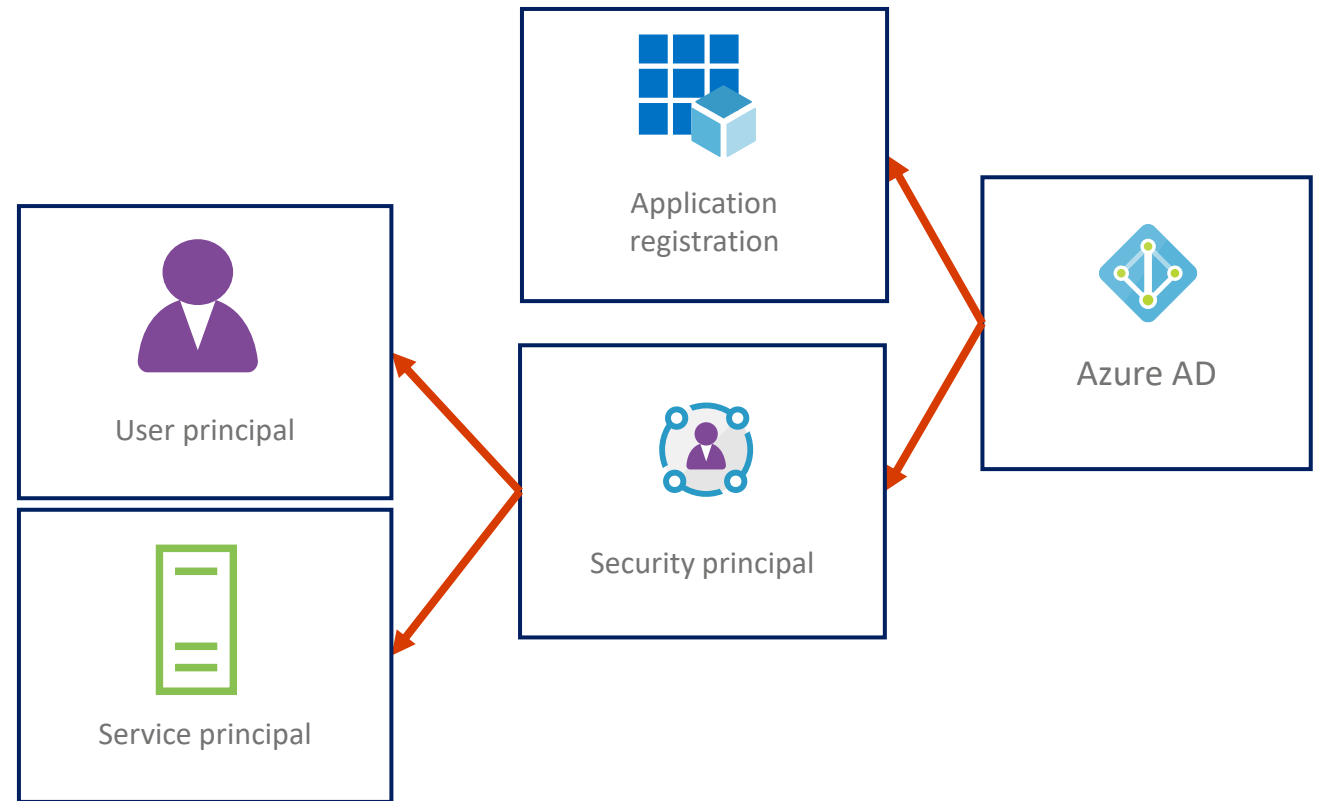 Application
registration
Azure AD
User principal
Security principal
Service principal